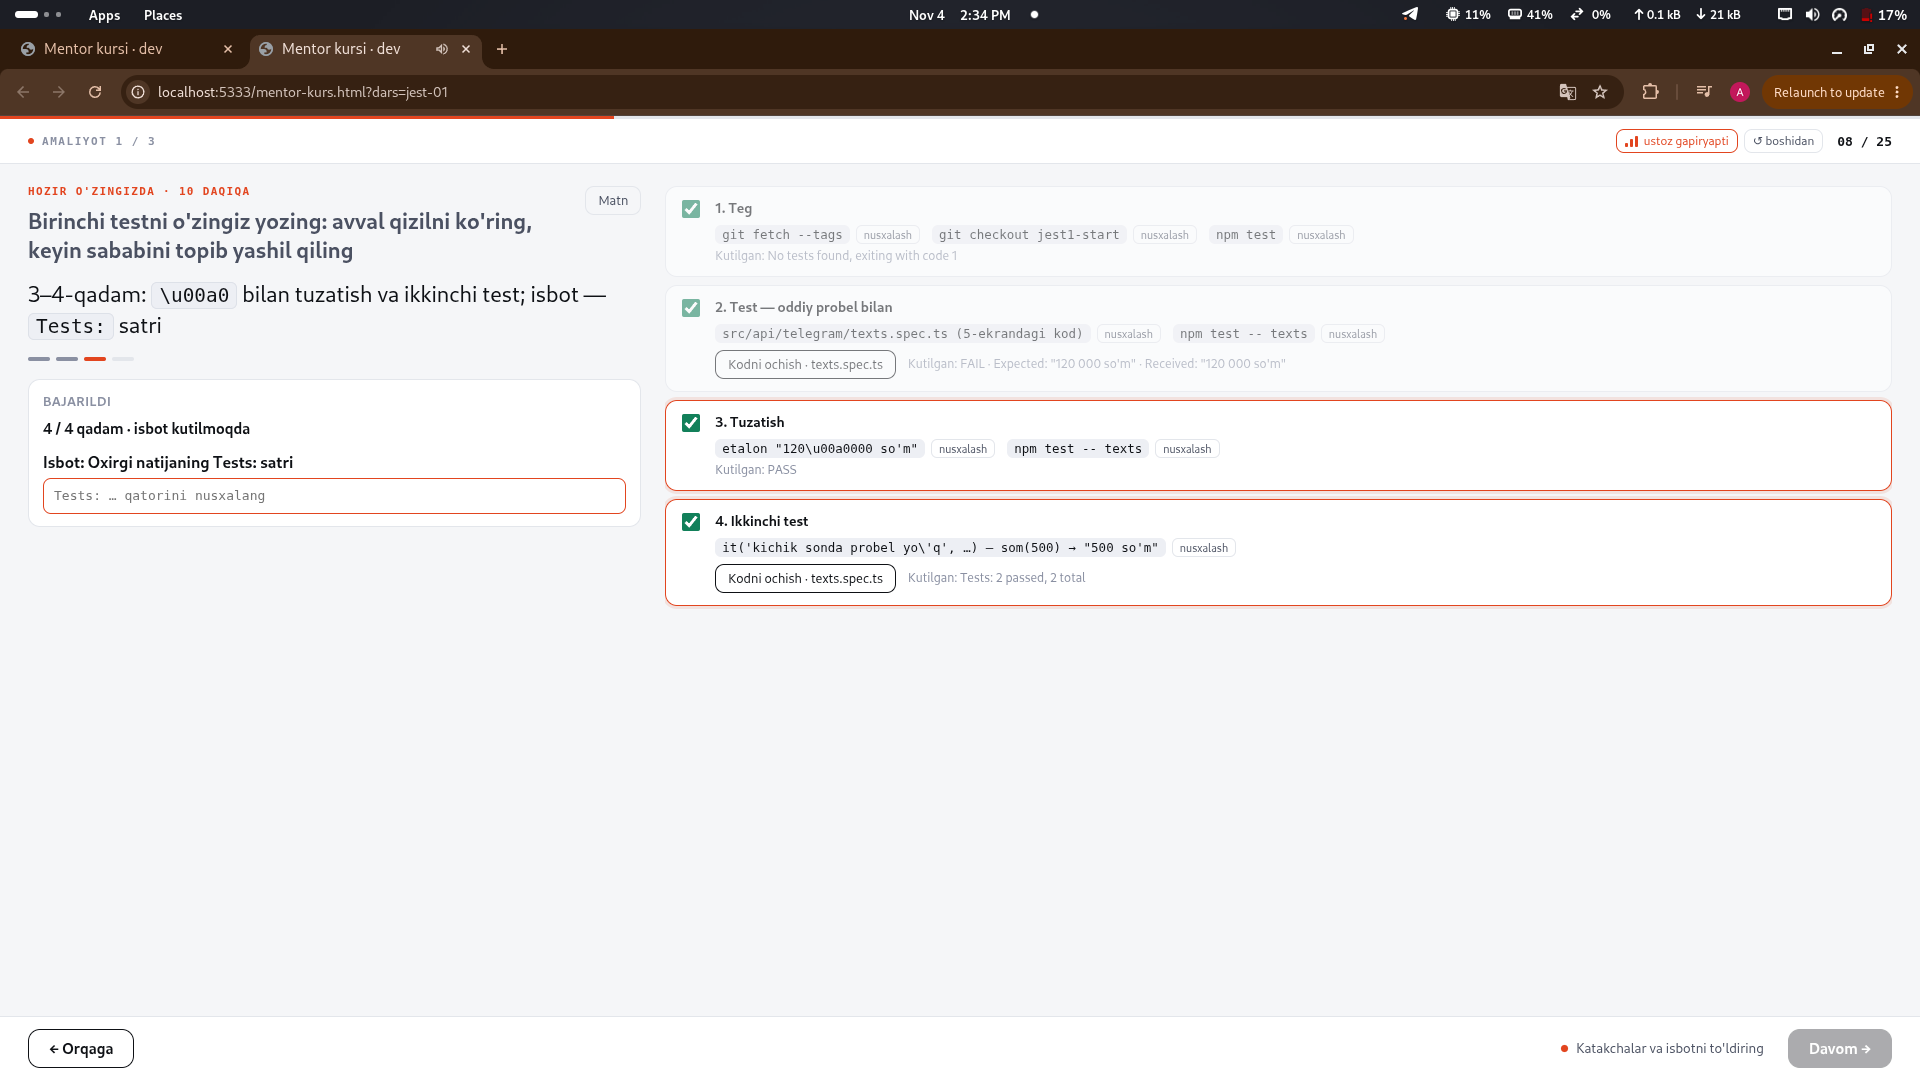 Apps Places Nov 4 2:34 PM 11% 41% 0% 0.1 kB 21 kB 17%
Mentor kursi · dev
Mentor kursi · dev
localhost:5333/mentor-kurs.html?dars=jest-01 A Relaunch to update
AMALIYOT 1 / 3
ustoz gapiryapti ↺ boshidan 08 / 25
HOZIR O'ZINGIZDA · 10 DAQIQA
Matn
Birinchi testni o'zingiz yozing: avval qizilni ko'ring,
keyin sababini topib yashil qiling
3–4-qadam: \u00a0 bilan tuzatish va ikkinchi test; isbot —
Tests: satri
BAJARILDI
4 / 4 qadam · isbot kutilmoqda
Isbot: Oxirgi natijaning Tests: satri
Tests: … qatorini nusxalang
1. Teg
git fetch --tags nusxalash git checkout jest1-start nusxalash npm test nusxalash
Kutilgan: No tests found, exiting with code 1
2. Test — oddiy probel bilan
src/api/telegram/texts.spec.ts (5-ekrandagi kod) nusxalash npm test -- texts nusxalash
Kodni ochish · texts.spec.ts Kutilgan: FAIL · Expected: "120 000 so'm" · Received: "120 000 so'm"
3. Tuzatish
etalon "120\u00a0000 so'm" nusxalash npm test -- texts nusxalash
Kutilgan: PASS
4. Ikkinchi test
it('kichik sonda probel yo\'q', …) — som(500) → "500 so'm" nusxalash
Kodni ochish · texts.spec.ts Kutilgan: Tests: 2 passed, 2 total
← Orqaga
Katakchalar va isbotni to'ldiring
Davom →